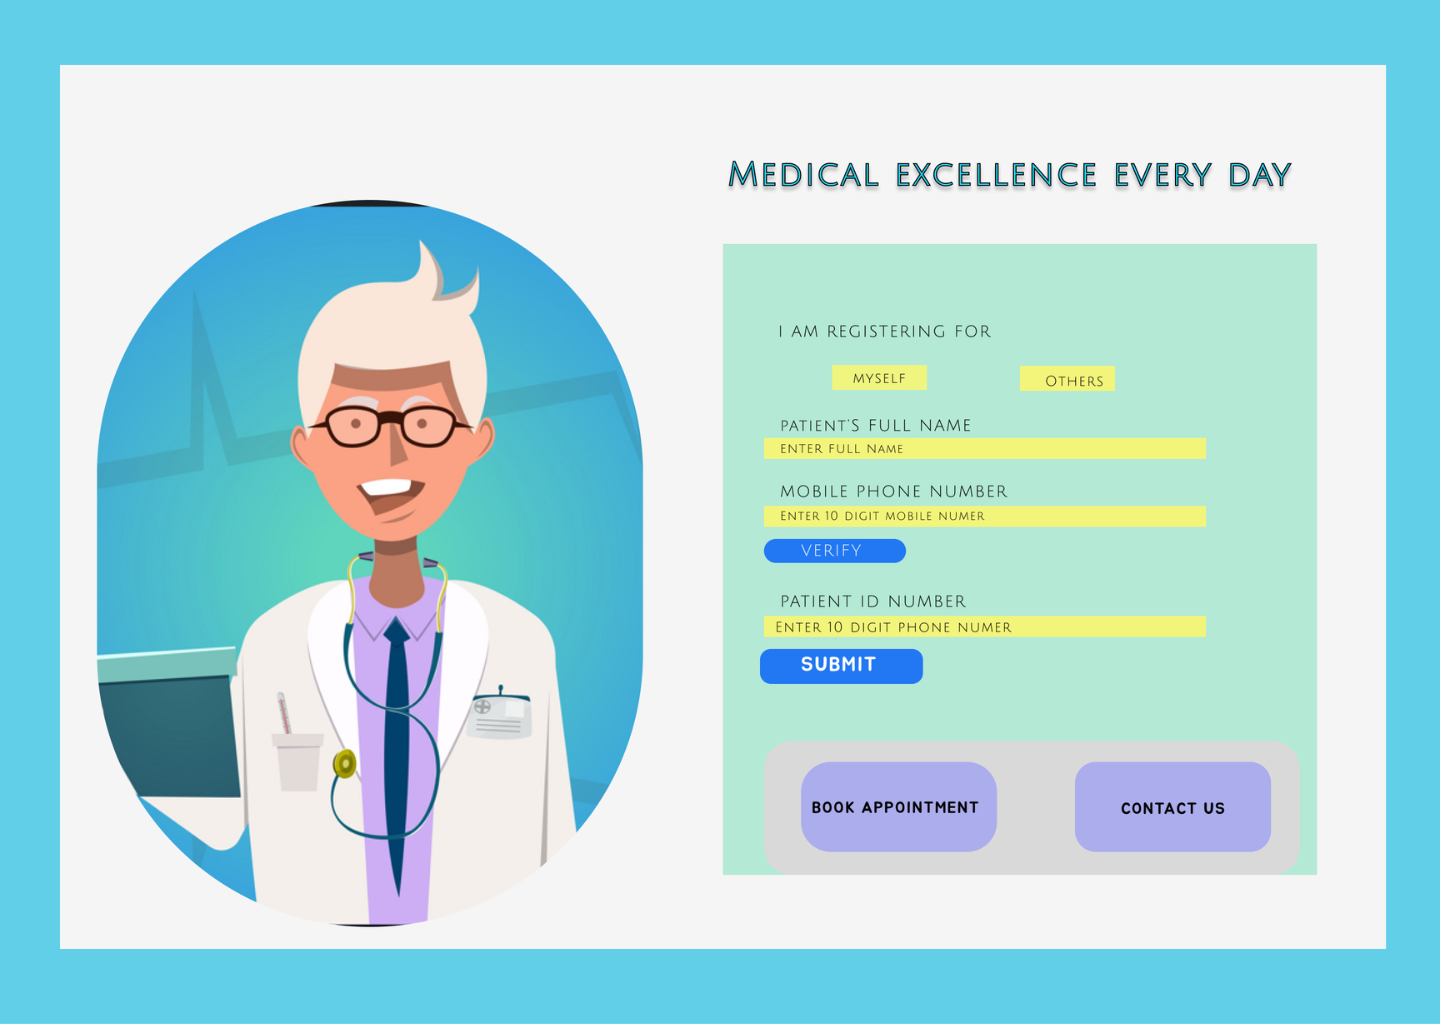 Medical excellence every day
I AM REGISTERING FOR
MYSELF
OTHERS
PATIENT'S FULL NAME
ENTER FULL NAME
MOBILE PHONE NUMBER
ENTER 10 DIGIT MOBILE NUMER
VERIFY
PATIENT ID NUMBER
ENTER 10 DIGIT PHONE NUMER
SUBMIT
BOOK APPOINTMENT
CONTACT US